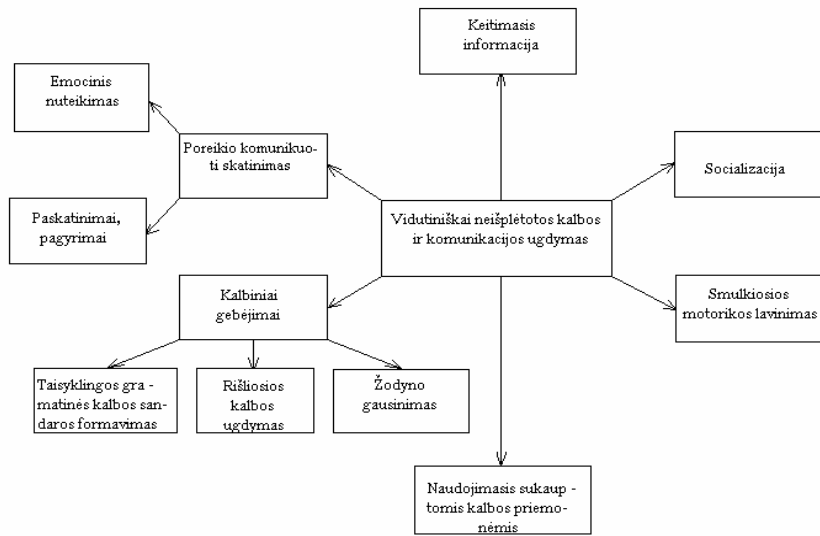 Keitimasis
informacija
Emocinis
nuteikimas
Poreikio komunikuo-
ti skatinimas
Socializacija
Paskatinimai,
pagyrimai
Vidutiniškai neišplėtotos kalbos
ir komunikacijos ugdymas
Kalbiniai
gebėjimai
Smulkiosios
motorikos lavinimas
Taisyklingos gra -
matinės kalbos san-
daros formavimas
Rišliosios
kalbos
ugdymas
Žodyno
gausinimas
Naudojimasis sukaup -
tomis kalbos priemo-
nėmis